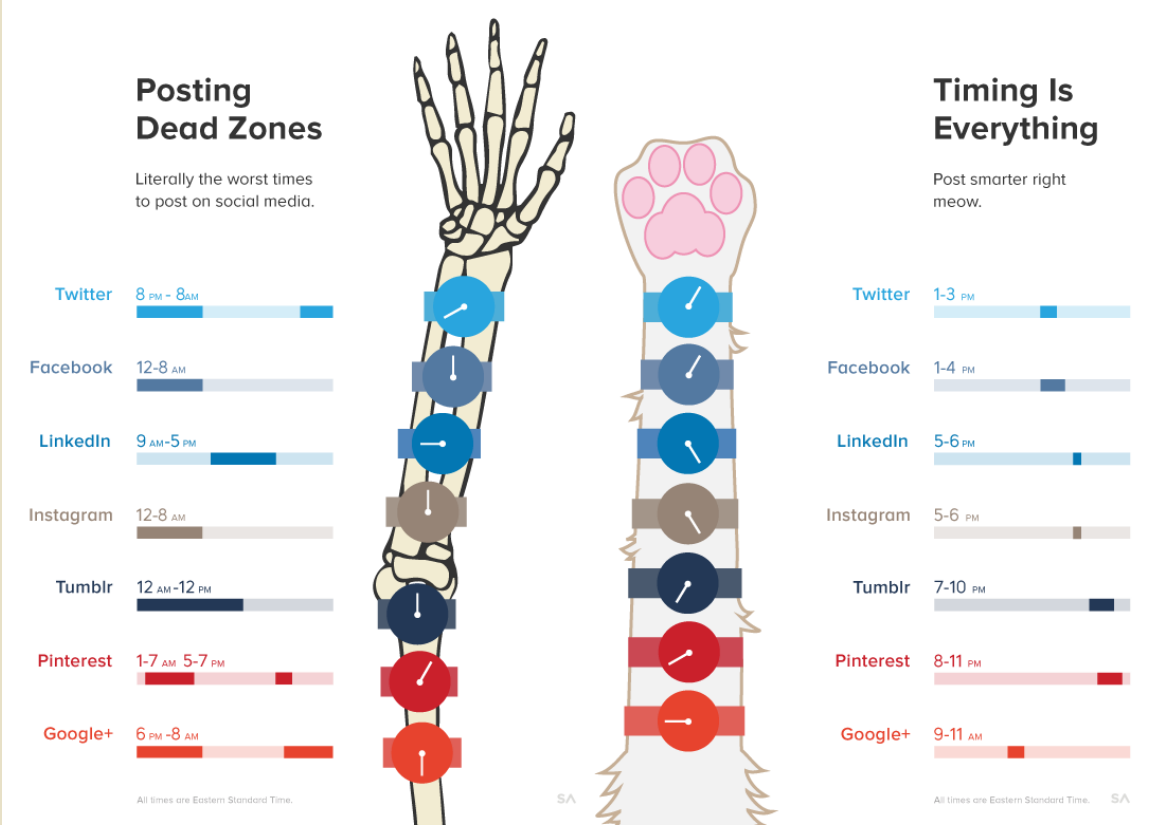 Posting
Dead Zones
Literally the worst times
to post on social media.
Twitter 8 PM - 8AM
Facebook 12-8 AM
LinkedIn 9 AM-5 PM
Instagram 12-8 AM
Tumblr 12 AM-12 PM
Pinterest 1-7 AM 5-7 PM
Google+ 6 PM -8 AM
All times are Eastern Standard Time.
SA
Timing Is
Everything
Post smarter right
meow.
Twitter 1-3 PM
Facebook 1-4 PM
LinkedIn 5-6 PM
Instagram 5-6 PM
Tumblr 7-10 PM
Pinterest 8-11 PM
Google+ 9-11 AM
All times are Eastern Standard Time.
SA